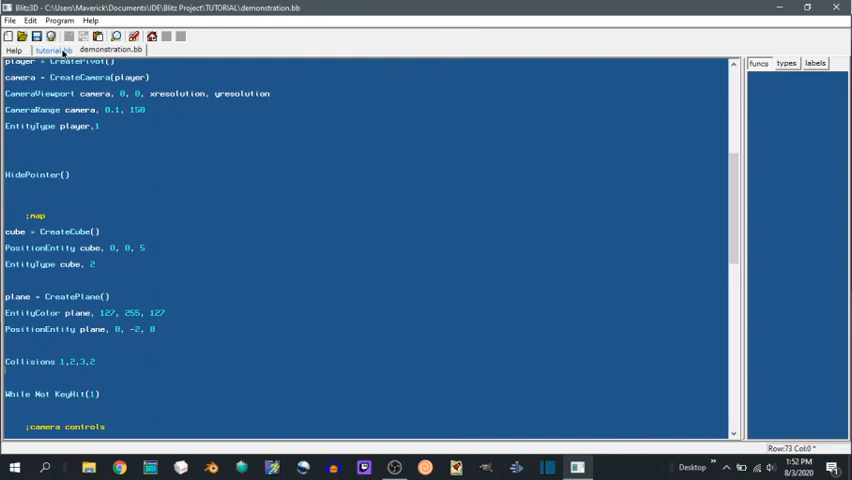 Blitz3D - C:\Users\Maverick\Documents\IDE\Blitz Project\TUTORIAL\demonstration.bb
File Edit Program Help
Help tutorial.bb demonstration.bb
funcs types labels
player = CreatePivot()
camera = CreateCamera(player)
CameraViewport camera, 0, 0, xresolution, yresolution
CameraRange camera, 0.1, 150
EntityType player,1
HidePointer()
;map
cube = CreateCube()
PositionEntity cube, 0, 0, 5
EntityType cube, 2
plane = CreatePlane()
EntityColor plane, 127, 255, 127
PositionEntity plane, 0, -2, 0
Collisions 1,2,3,2
While Not KeyHit(1)
;camera controls
Row:73 Col:0 *
Desktop
1:52 PM
8/3/2020